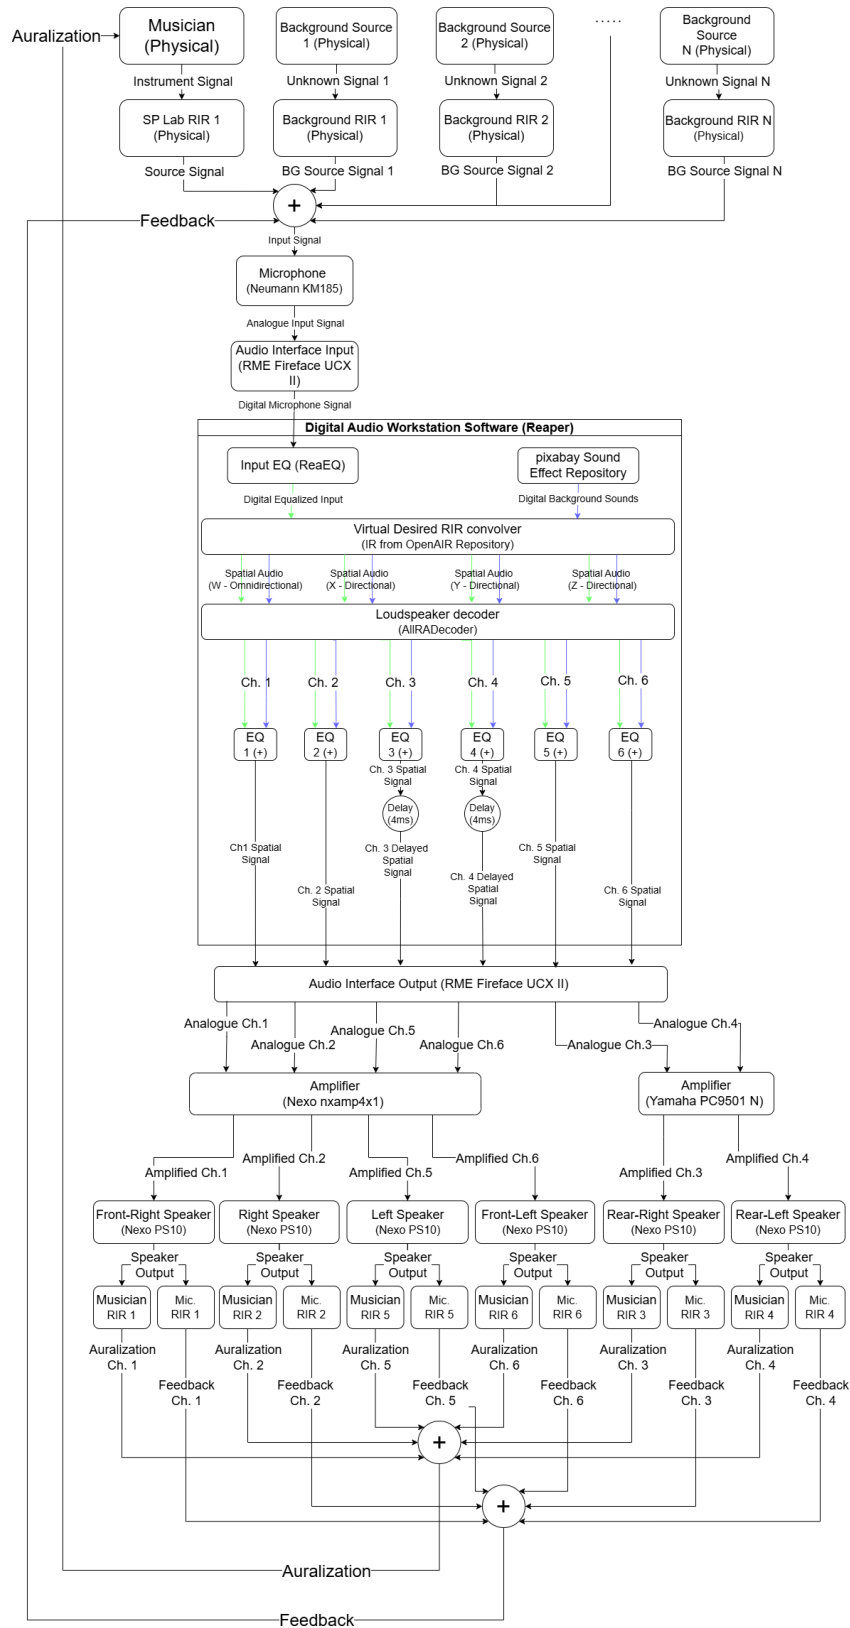 Auralization
Musician
(Physical)
Background Source
1 (Physical)
Background Source
2 (Physical)
.....
Background
Source
N (Physical)
Instrument Signal
Unknown Signal 1
Unknown Signal 2
Unknown Signal N
SP Lab RIR 1
(Physical)
Background RIR 1
(Physical)
Background RIR 2
(Physical)
Background RIR N
(Physical)
Source Signal
BG Source Signal 1
BG Source Signal 2
BG Source Signal N
+
Feedback
Input Signal
Microphone
(Neumann KM185)
Analogue Input Signal
Audio Interface Input
(RME Fireface UCX
II)
Digital Microphone Signal
Digital Audio Workstation Software (Reaper)
Input EQ (ReaEQ)
pixabay Sound
Effect Repository
Digital Equalized Input
Digital Background Sounds
Virtual Desired RIR convolver
(IR from OpenAIR Repository)
Spatial Audio
(W - Omnidirectional)
Spatial Audio
(X - Directional)
Spatial Audio
(Y - Directional)
Spatial Audio
(Z - Directional)
Loudspeaker decoder
(AllRADecoder)
Ch. 1
Ch. 2
Ch. 3
Ch. 4
Ch. 5
Ch. 6
EQ
1 (+)
EQ
2 (+)
EQ
3 (+)
EQ
4 (+)
EQ
5 (+)
EQ
6 (+)
Ch. 3 Spatial
Signal
Ch. 4 Spatial
Signal
Delay
(4ms)
Delay
(4ms)
Ch1 Spatial
Signal
Ch. 2 Spatial
Signal
Ch. 3 Delayed
Spatial
Signal
Ch. 4 Delayed
Spatial
Signal
Ch. 5 Spatial
Signal
Ch. 6 Spatial
Signal
Audio Interface Output (RME Fireface UCX II)
Analogue Ch.1
Analogue Ch.2
Analogue Ch.5
Analogue Ch.6
Analogue Ch.3
Analogue Ch.4
Amplifier
(Nexo nxamp4x1)
Amplifier
(Yamaha PC9501 N)
Amplified Ch.1
Amplified Ch.2
Amplified Ch.5
Amplified Ch.6
Amplified Ch.3
Amplified Ch.4
Front-Right Speaker
(Nexo PS10)
Right Speaker
(Nexo PS10)
Left Speaker
(Nexo PS10)
Front-Left Speaker
(Nexo PS10)
Rear-Right Speaker
(Nexo PS10)
Rear-Left Speaker
(Nexo PS10)
Speaker
Output
Speaker
Output
Speaker
Output
Speaker
Output
Speaker
Output
Speaker
Output
Musician
RIR 1
Mic.
RIR 1
Musician
RIR 2
Mic.
RIR 2
Musician
RIR 5
Mic.
RIR 5
Musician
RIR 6
Mic.
RIR 6
Musician
RIR 3
Mic.
RIR 3
Musician
RIR 4
Mic.
RIR 4
Auralization
Ch. 1
Auralization
Ch. 2
Auralization
Ch. 5
Auralization
Ch. 6
Auralization
Ch. 3
Auralization
Ch. 4
Feedback
Ch. 1
Feedback
Ch. 2
Feedback
Ch. 5
Feedback
Ch. 6
Feedback
Ch. 3
Feedback
Ch. 4
+
+
Auralization
Feedback